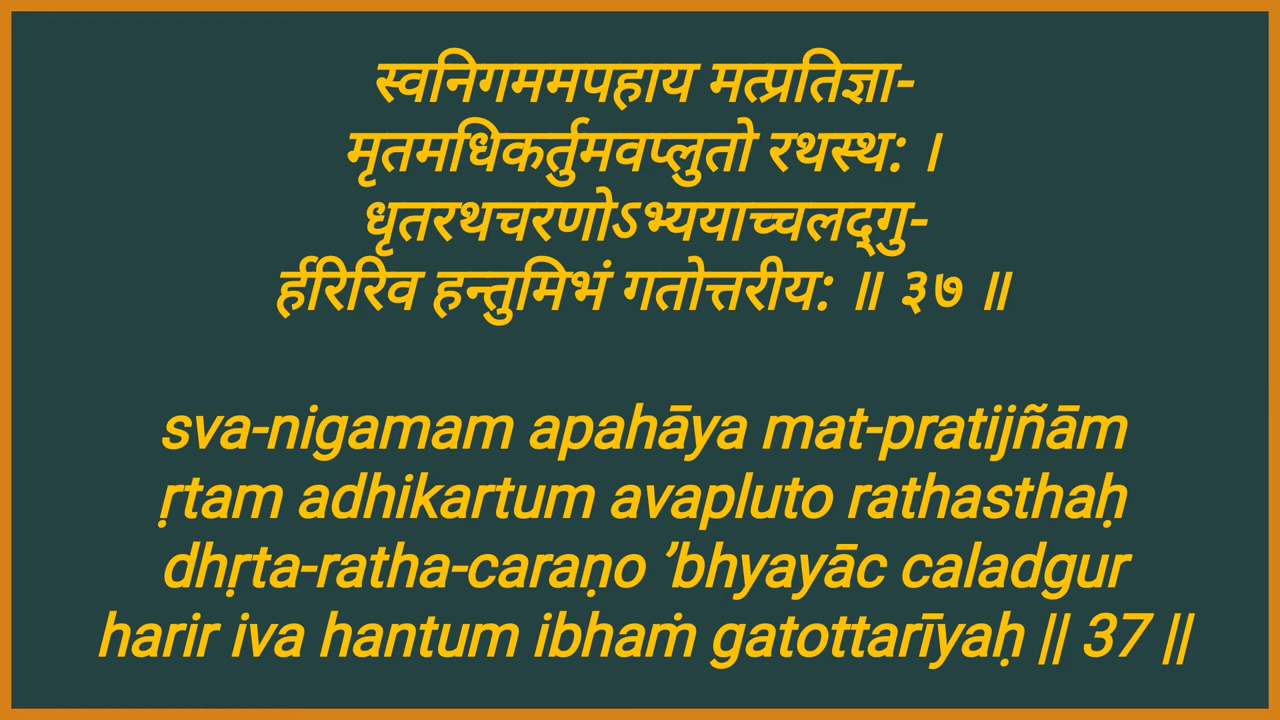 स्वनिगममपहाय मत्प्रतिज्ञा-
मृतमधिकर्तुमवप्लुतो रथस्थ: ।
धृतरथचरणोऽभ्ययाच्चलद्‍गु-
र्हरिरिव हन्तुमिभं गतोत्तरीय: ॥ ३७ ॥
sva-nigamam apahāya mat-pratijñām
ṛtam adhikartum avapluto rathasthaḥ
dhṛta-ratha-caraṇo ’bhyayāc caladgur
harir iva hantum ibhaṁ gatottarīyaḥ || 37 ||